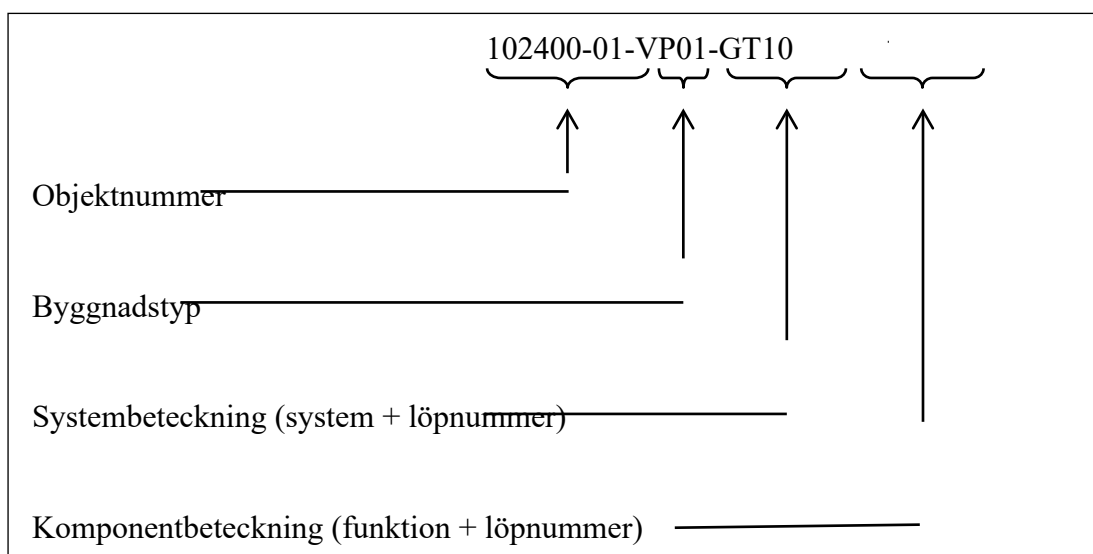 102400-01-VP01-GT10
Objektnummer
Byggnadstyp
Systembeteckning (system + löpnummer)
Komponentbeteckning (funktion + löpnummer)